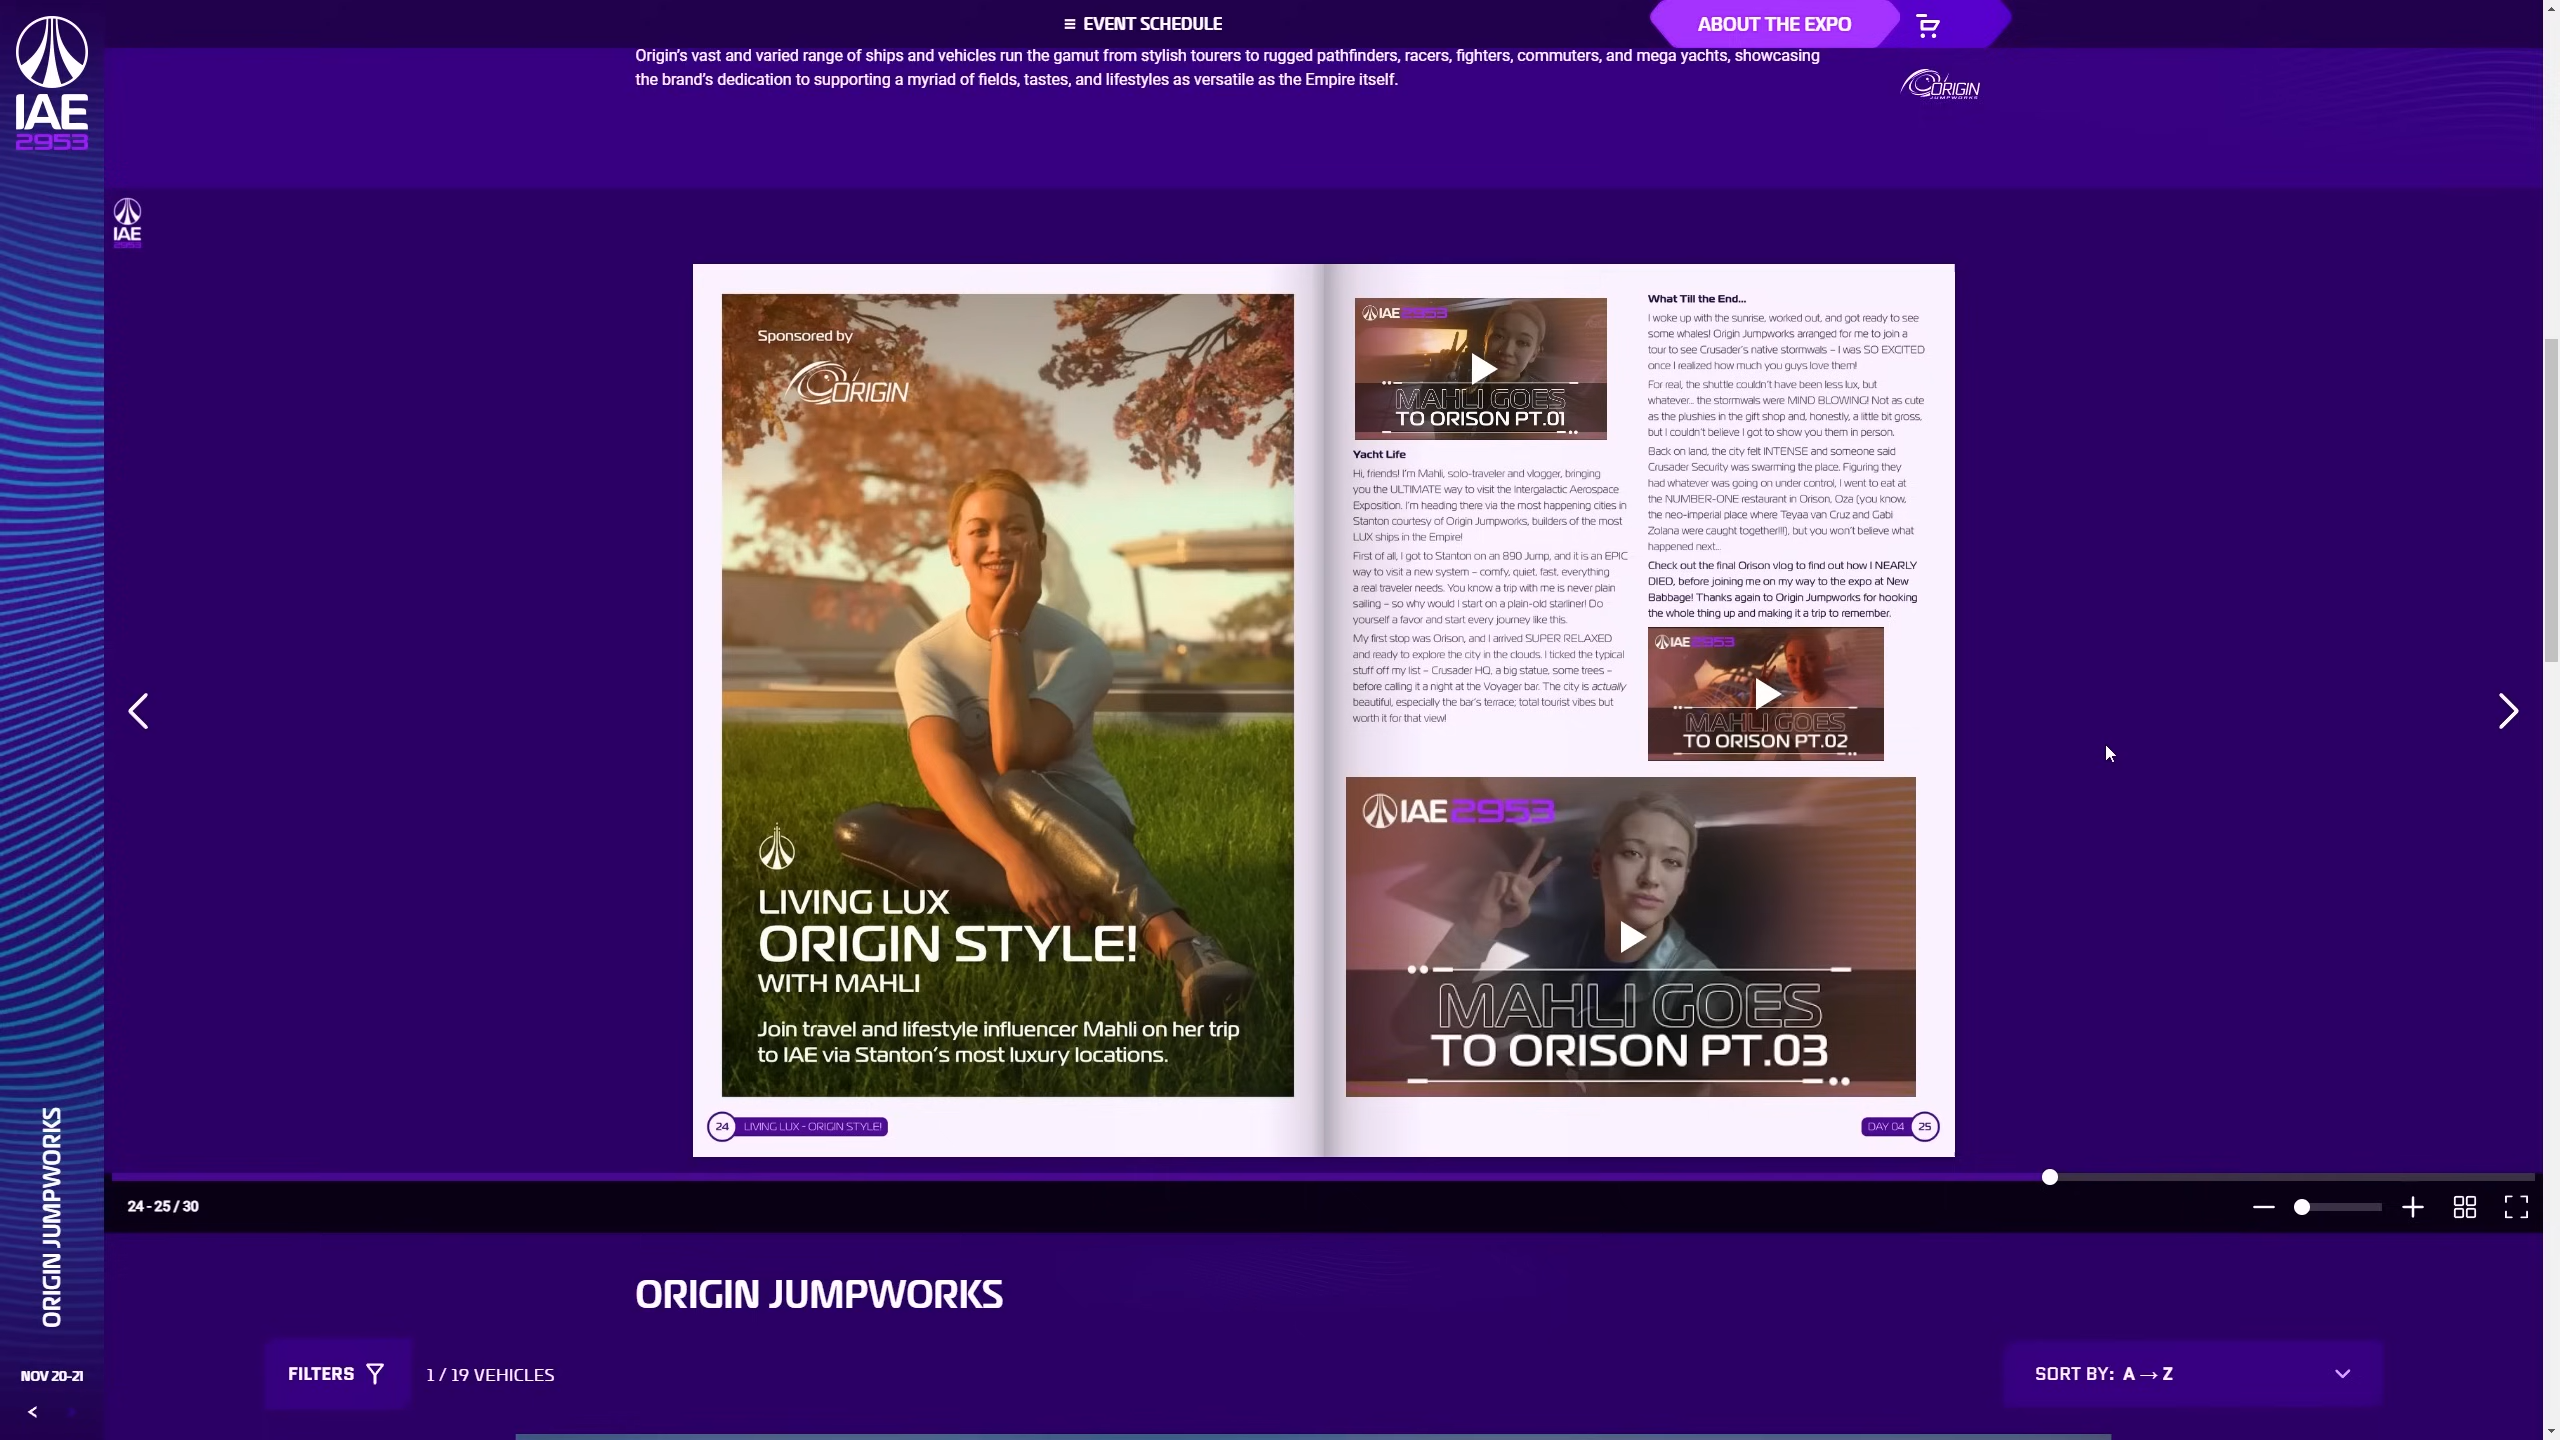 IAE
2953
EVENT SCHEDULE
ABOUT THE EXPO
Origin’s vast and varied range of ships and vehicles run the gamut from stylish tourers to rugged pathfinders, racers, fighters, commuters, and mega yachts, showcasing
the brand’s dedication to supporting a myriad of fields, tastes, and lifestyles as versatile as the Empire itself.
ORIGIN
JUMPWORKS
IAE
2953
Sponsored by
ORIGIN
LIVING LUX
ORIGIN STYLE!
WITH MAHLI
Join travel and lifestyle influencer Mahli on her trip
to IAE via Stanton´s most luxury locations.
24 LIVING LUX - ORIGIN STYLE!
IAE 2953
MAHLI GOES
TO ORISON PT.01
Yacht Life
Hi, friends! I'm Mahli, solo-traveler and vlogger, bringing
you the ULTIMATE way to visit the Intergalactic Aerospace
Exposition. I'm heading there via the most happening cities in
Stanton courtesy of Origin Jumpworks, builders of the most
LUX ships in the Empire!
First of all, I got to Stanton on an 890 Jump, and it is an EPIC
way to visit a new system – comfy, quiet, fast, everything
a real traveler needs. You know a trip with me is never plain
sailing – so why would I start on a plain-old starliner! Do
yourself a favor and start every journey like this.
My first stop was Orison, and I arrived SUPER RELAXED
and ready to explore the city in the clouds. I ticked the typical
stuff off my list – Crusader HQ, a big statue, some trees –
before calling it a night at the Voyager bar. The city is actually
beautiful, especially the bar's terrace; total tourist vibes but
worth it for that view!
What Till the End...
I woke up with the sunrise, worked out, and got ready to see
some whales! Origin Jumpworks arranged for me to join a
tour to see Crusader's native stormwals – I was SO EXCITED
once I realized how much you guys love them!
For real, the shuttle couldn't have been less lux, but
whatever... the stormwals were MIND BLOWING! Not as cute
as the plushies in the gift shop and, honestly, a little bit gross,
but I couldn't believe I got to show you them in person.
Back on land, the city felt INTENSE and someone said
Crusader Security was swarming the place. Figuring they
had whatever was going on under control, I went to eat at
the NUMBER-ONE restaurant in Orison, Oza (you know,
the neo-imperial place where Teyaa van Cruz and Gabi
Zolana were caught together!!!), but you won't believe what
happened next...
Check out the final Orison vlog to find out how I NEARLY
DIED, before joining me on my way to the expo at New
Babbage! Thanks again to Origin Jumpworks for hooking
the whole thing up and making it a trip to remember.
IAE 2953
MAHLI GOES
TO ORISON PT.02
IAE 2953
MAHLI GOES
TO ORISON PT.03
DAY 04 25
24 - 25 / 30
ORIGIN JUMPWORKS
NOV 20-21
ORIGIN JUMPWORKS
FILTERS
1 / 19 VEHICLES
SORT BY: A → Z